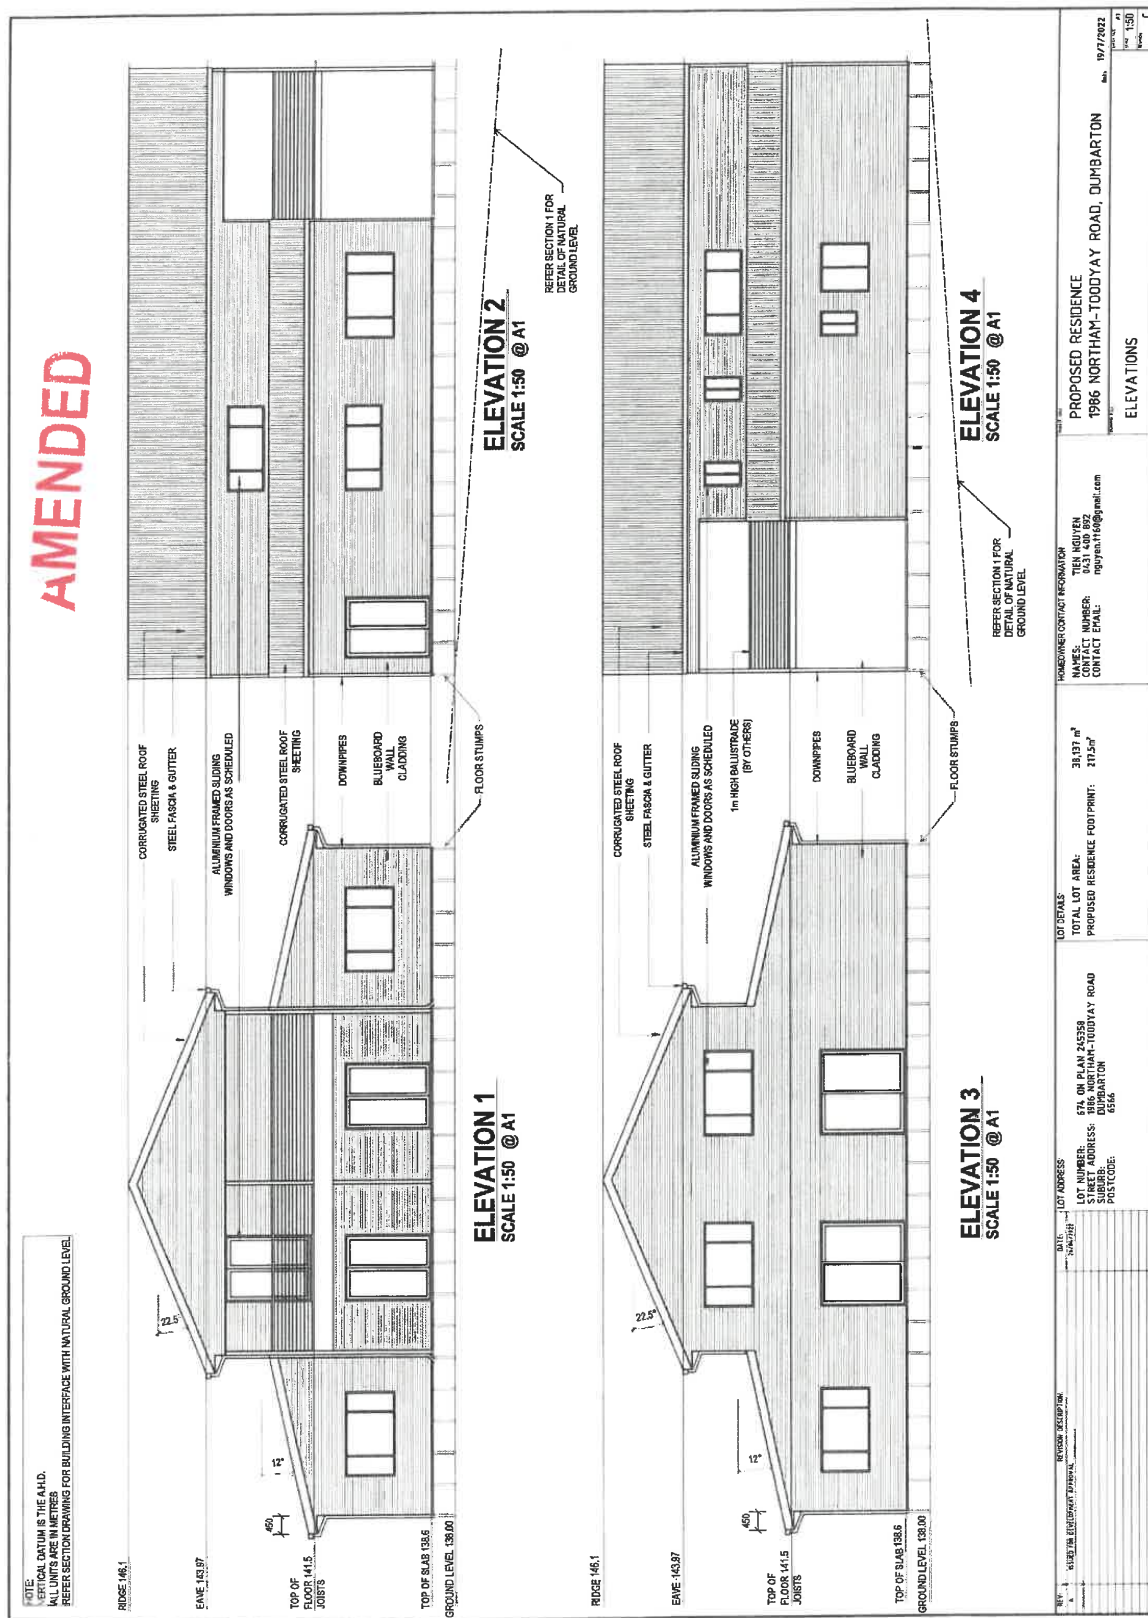 AMENDED
NOTE:
VERTICAL DATUM IS THE A.H.D.
ALL UNITS ARE IN METRES
REFER SECTION DRAWING FOR BUILDING INTERFACE WITH NATURAL GROUND LEVEL
RIDGE 146.1
EAVE 143.97
TOP OF
FLOOR 141.5
JOISTS
TOP OF SLAB 138.6
GROUND LEVEL 138.00
450
12°
22.5°
CORRUGATED STEEL ROOF
SHEETING
STEEL FASCIA & GUTTER
ALUMINIUM FRAMED SLIDING
WINDOWS AND DOORS AS SCHEDULED
CORRUGATED STEEL ROOF
SHEETING
DOWNPIPES
BLUEBOARD
WALL
CLADDING
FLOOR STUMPS
ELEVATION 1
SCALE 1:50 @ A1
ELEVATION 2
SCALE 1:50 @ A1
REFER SECTION 1 FOR
DETAIL OF NATURAL
GROUND LEVEL
RIDGE 146.1
EAVE 143.97
TOP OF
FLOOR 141.5
JOISTS
TOP OF SLAB 138.6
GROUND LEVEL 138.00
450
12°
22.5°
CORRUGATED STEEL ROOF
SHEETING
STEEL FASCIA & GUTTER
ALUMINIUM FRAMED SLIDING
WINDOWS AND DOORS AS SCHEDULED
1m HIGH BALUSTRADE
(BY OTHERS)
DOWNPIPES
BLUEBOARD
WALL
CLADDING
FLOOR STUMPS
ELEVATION 3
SCALE 1:50 @ A1
REFER SECTION 1 FOR
DETAIL OF NATURAL
GROUND LEVEL
ELEVATION 4
SCALE 1:50 @ A1
REV.
REVISION DESCRIPTION
DATE:
A
ISSUED FOR DEVELOPMENT APPROVAL
LOT ADDRESS
LOT NUMBER: 674 ON PLAN 245358
STREET ADDRESS: 1986 NORTHAM-TOODYAY ROAD
SUBURB: DUMBARTON
POSTCODE: 6566
LOT DETAILS:
TOTAL LOT AREA: 38,137 m²
PROPOSED RESIDENCE FOOTPRINT: 217.5m²
HOMEOWNER CONTACT INFORMATION
NAMES: TIEN NGUYEN
CONTACT NUMBER: 0431 400 892
CONTACT EMAIL: nguyen.t160@gmail.com
PROPOSED RESIDENCE
1986 NORTHAM-TOODYAY ROAD, DUMBARTON
ELEVATIONS
19/7/2022
A1
1:50